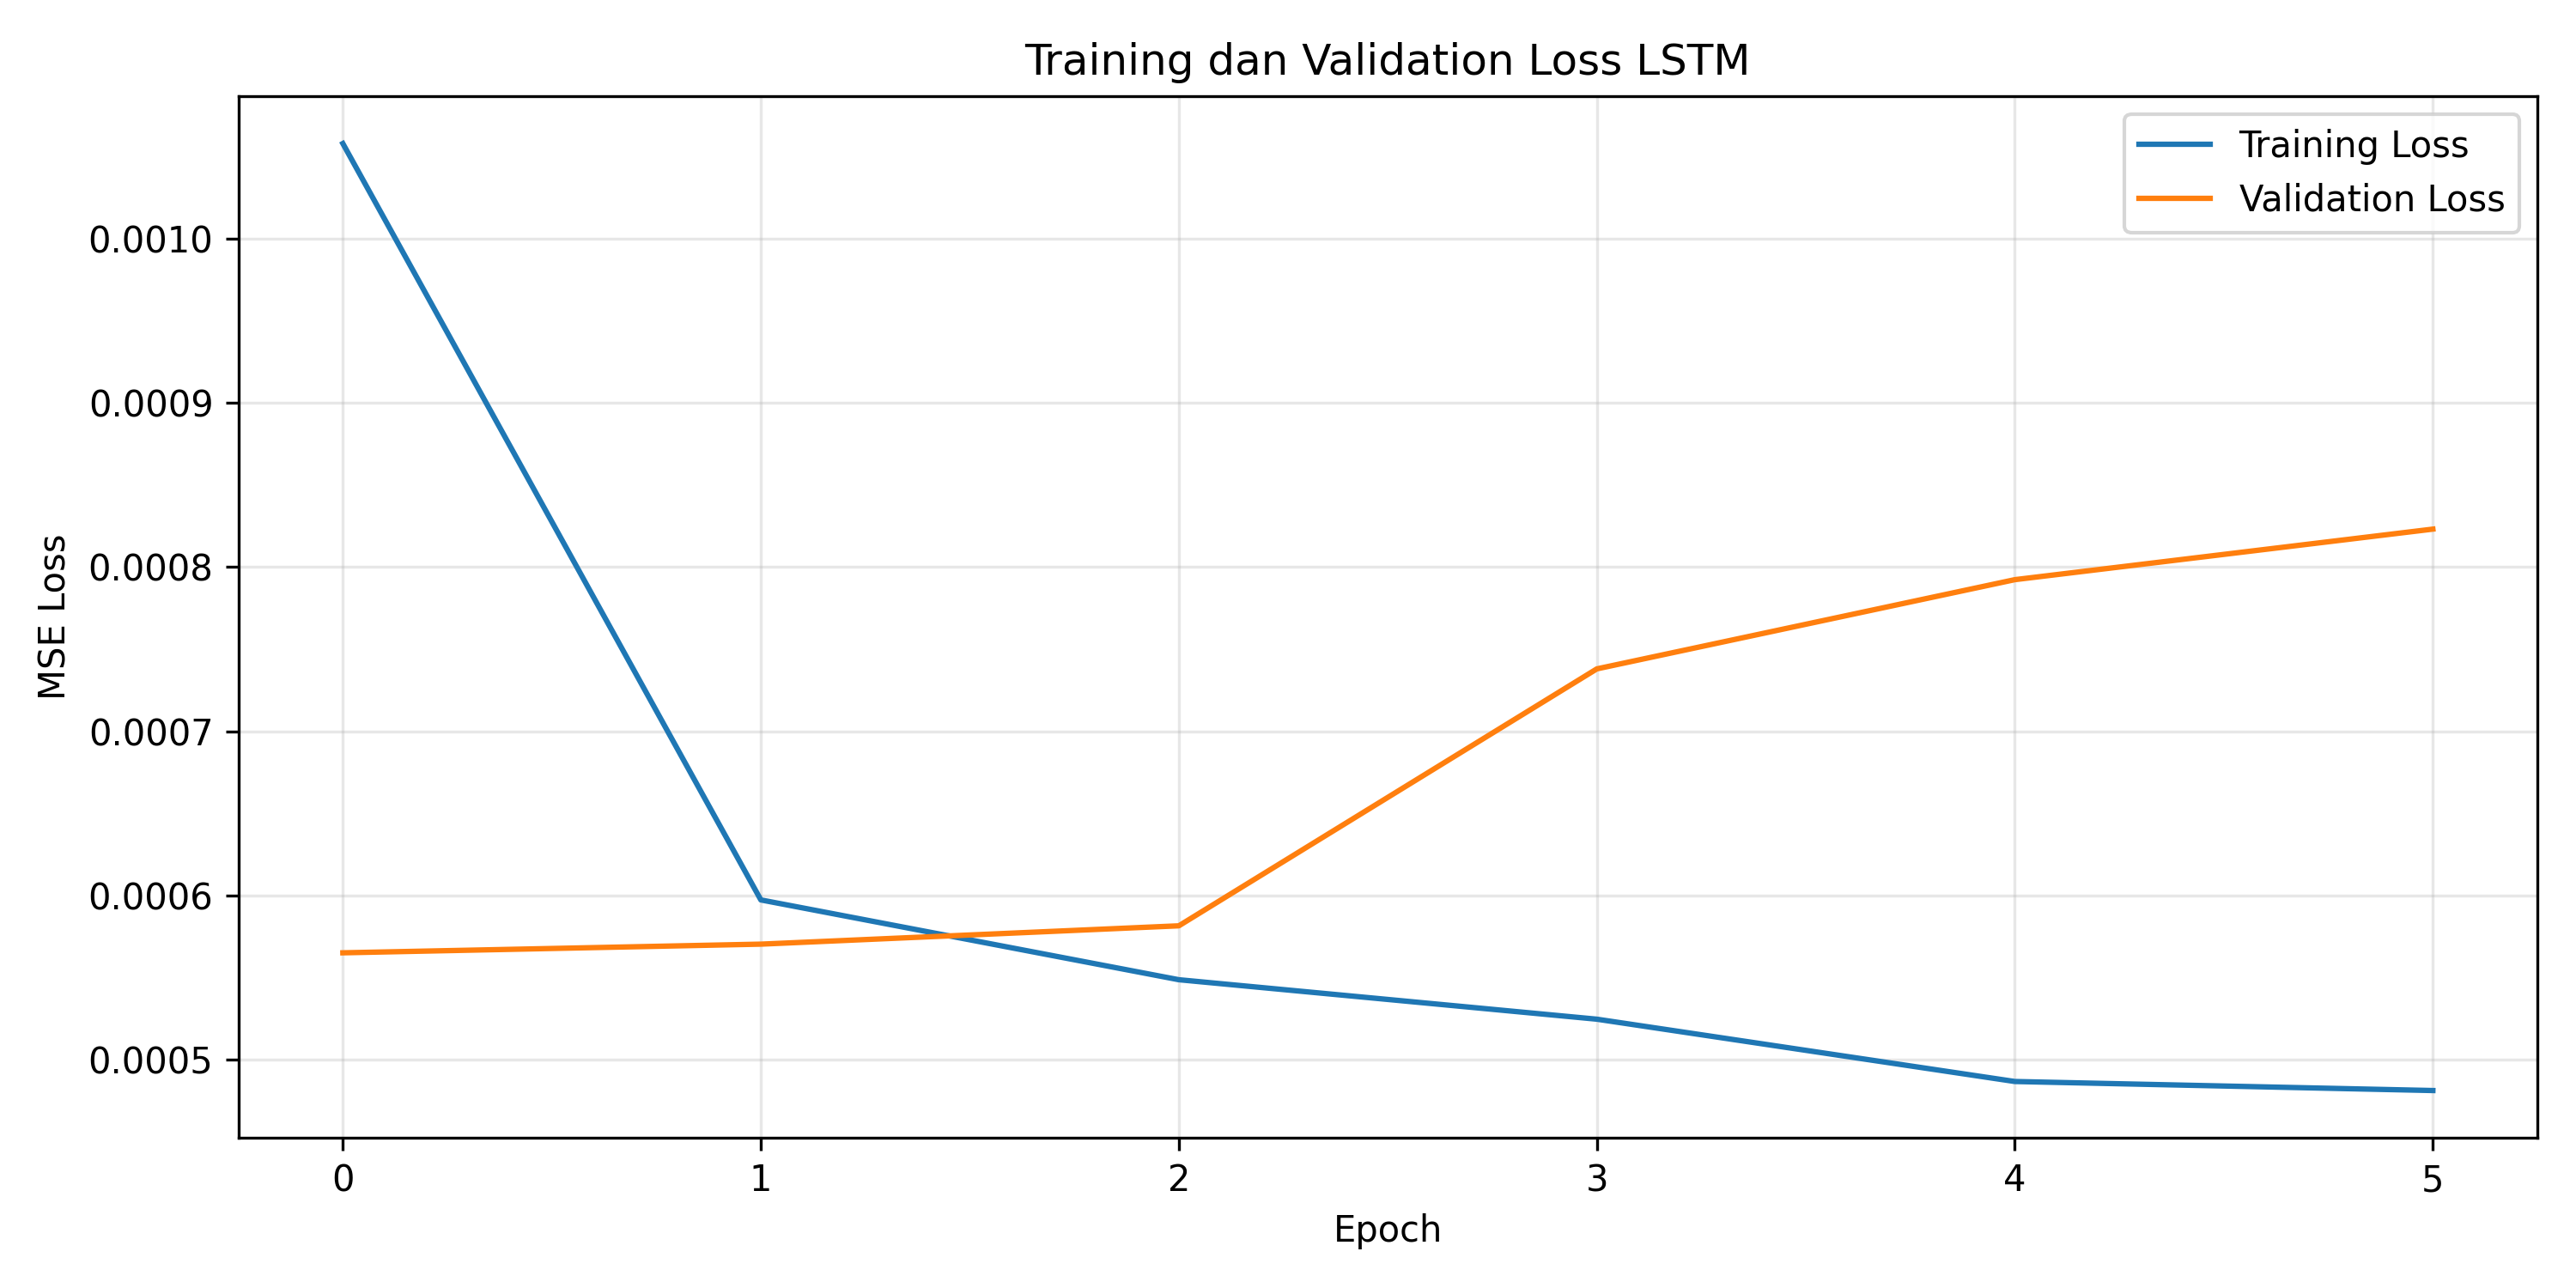 Training dan Validation Loss LSTM
Training Loss
Validation Loss
MSE Loss
0.0010
0.0009
0.0008
0.0007
0.0006
0.0005
0 1 2 3 4 5
Epoch